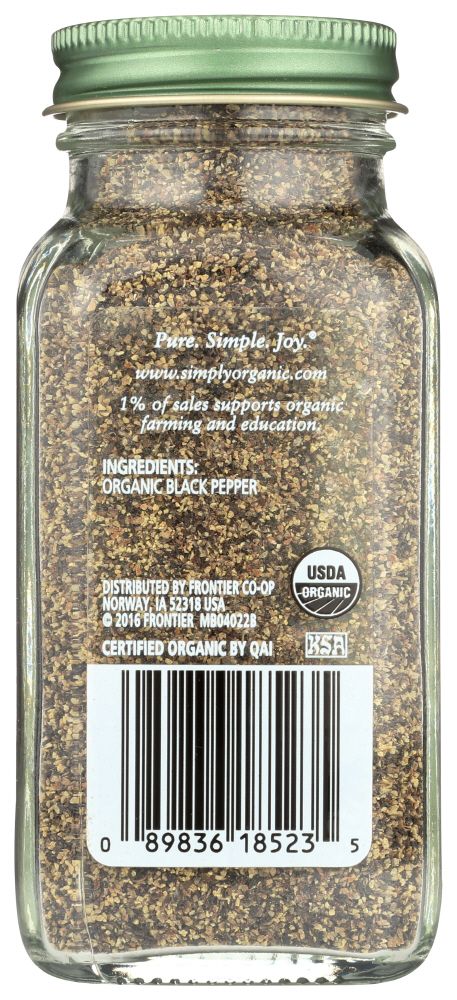 Pure. Simple. Joy.®
www.simplyorganic.com
1% of sales supports organic
farming and education.
INGREDIENTS:
ORGANIC BLACK PEPPER
DISTRIBUTED BY FRONTIER CO-OP
NORWAY, IA 52318 USA
© 2016 FRONTIER MB04022B
CERTIFIED ORGANIC BY QAI
USDA
ORGANIC
KSA
0 89836 18523 5